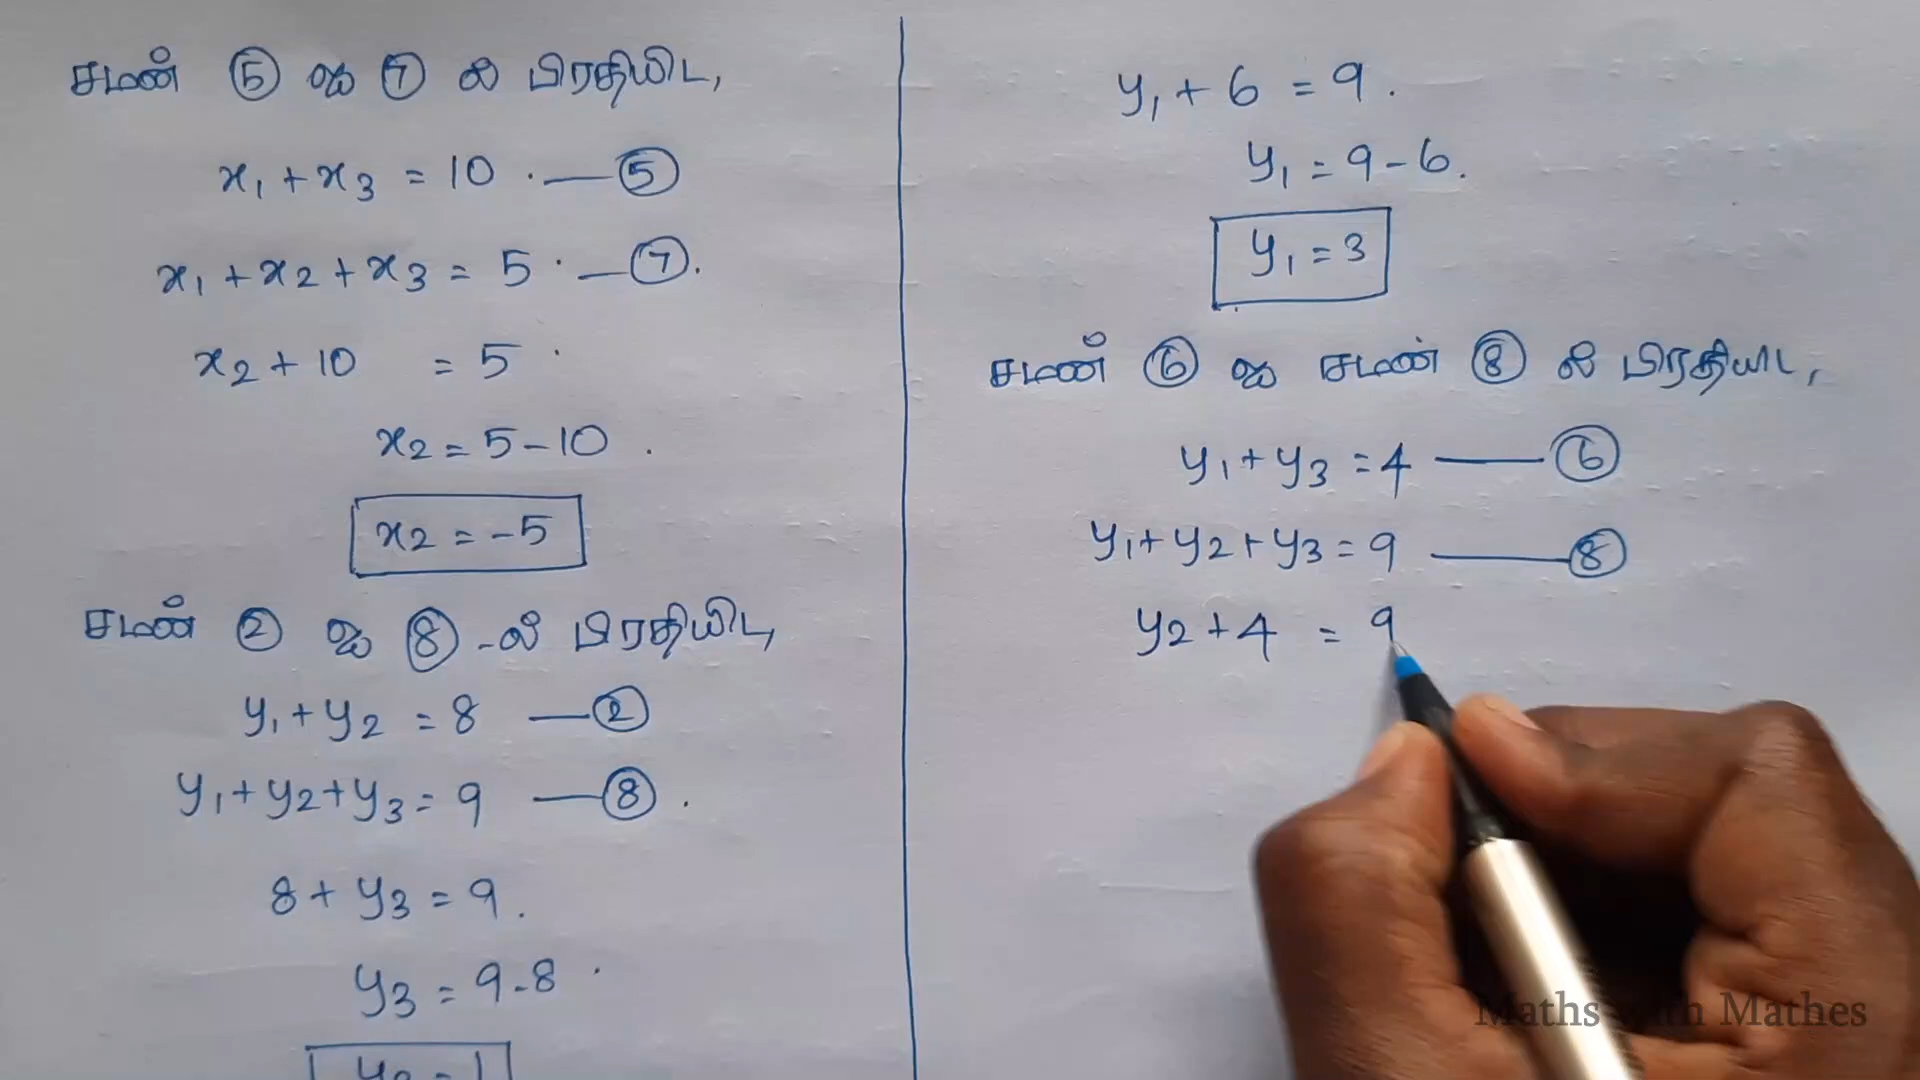 சமன் ⑤ ஐ ⑦ ல் பிரதியிட,
x₁ + x₃ = 10 . — ⑤
x₁ + x₂ + x₃ = 5 . — ⑦.
x₂ + 10 = 5 .
x₂ = 5 - 10 .
x₂ = -5
சமன் ② ஐ ⑧ -ல் பிரதியிட,
y₁ + y₂ = 8 — ②
y₁ + y₂ + y₃ = 9 — ⑧ .
8 + y₃ = 9 .
y₃ = 9 - 8 .
y₁ + 6 = 9 .
y₁ = 9 - 6 .
y₁ = 3
சமன் ⑥ ஐ சமன் ⑧ ல் பிரதியிட,
y₁ + y₃ = 4 — ⑥
y₁ + y₂ + y₃ = 9 — ⑧
y₂ + 4 = 9
Maths with Mathes